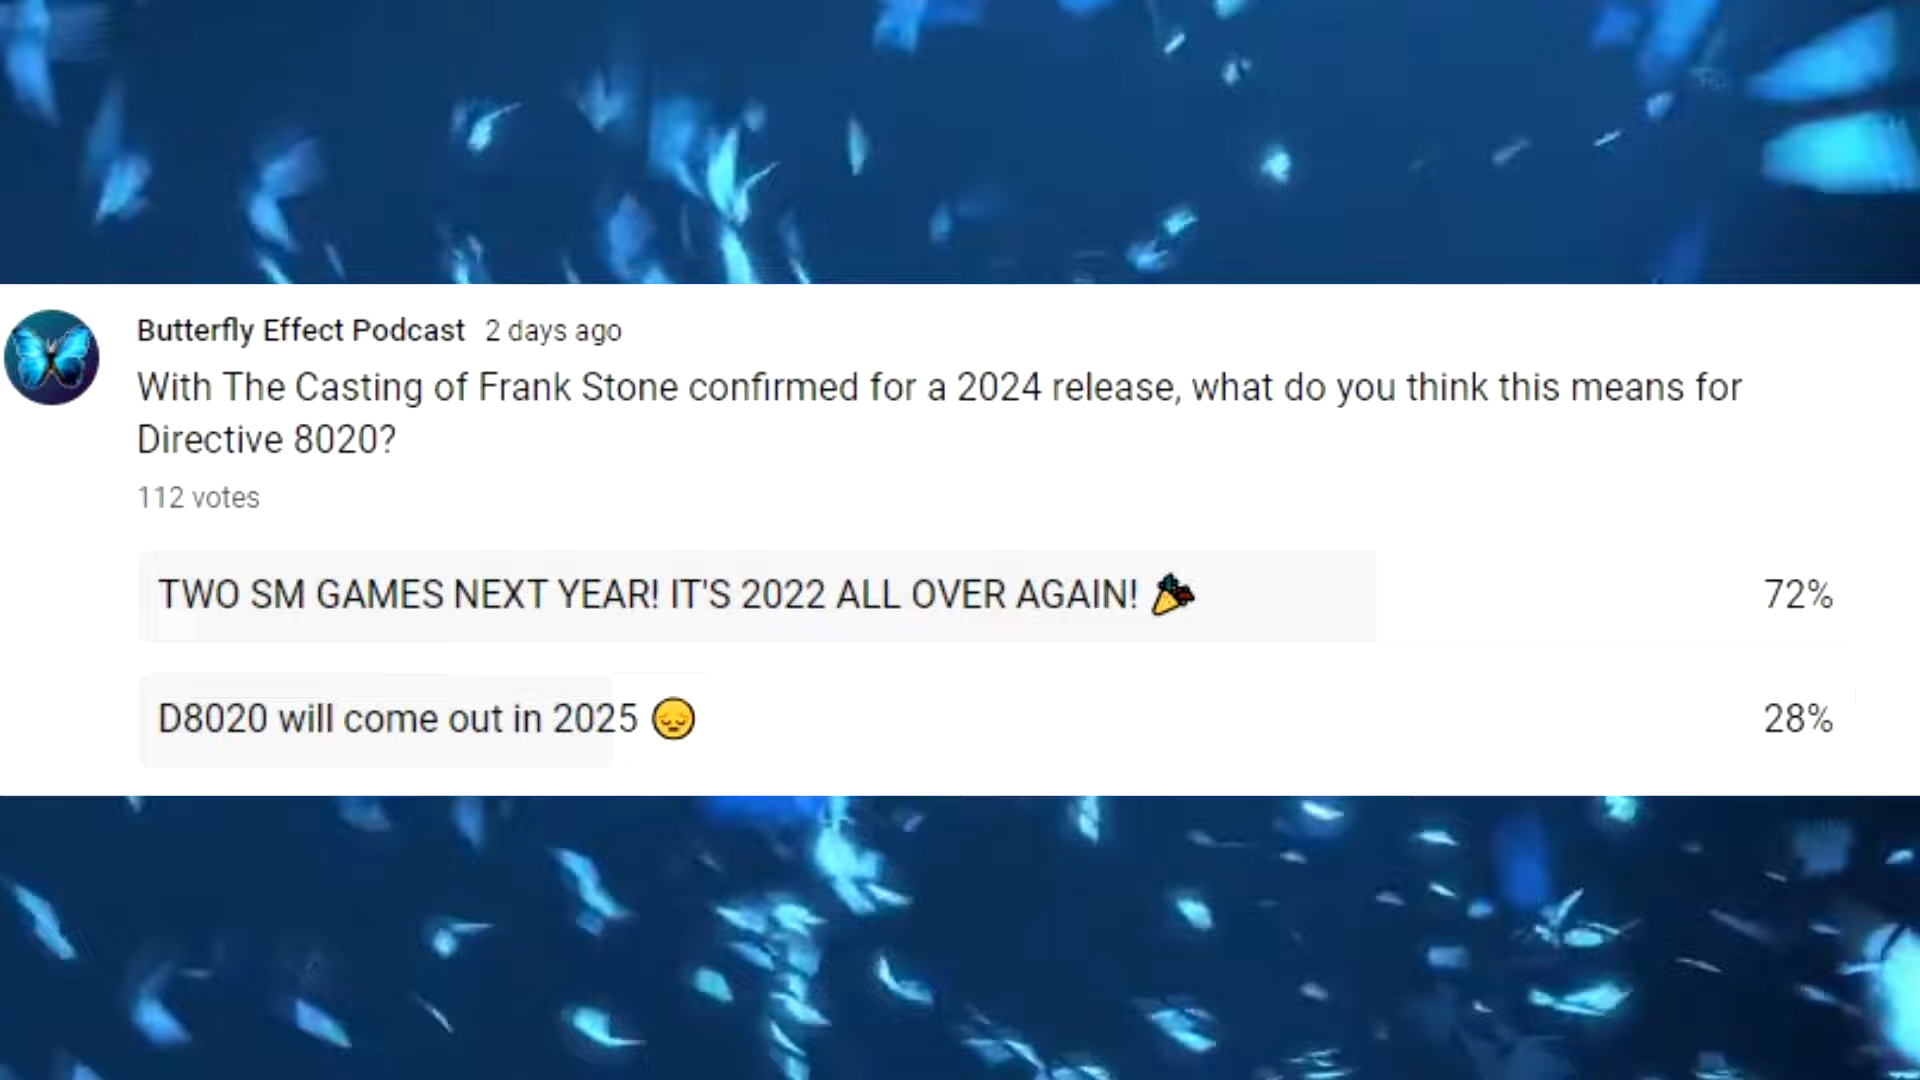 Butterfly Effect Podcast 2 days ago
With The Casting of Frank Stone confirmed for a 2024 release, what do you think this means for
Directive 8020?
112 votes
TWO SM GAMES NEXT YEAR! IT'S 2022 ALL OVER AGAIN! 🎉 72%
D8020 will come out in 2025 😔 28%